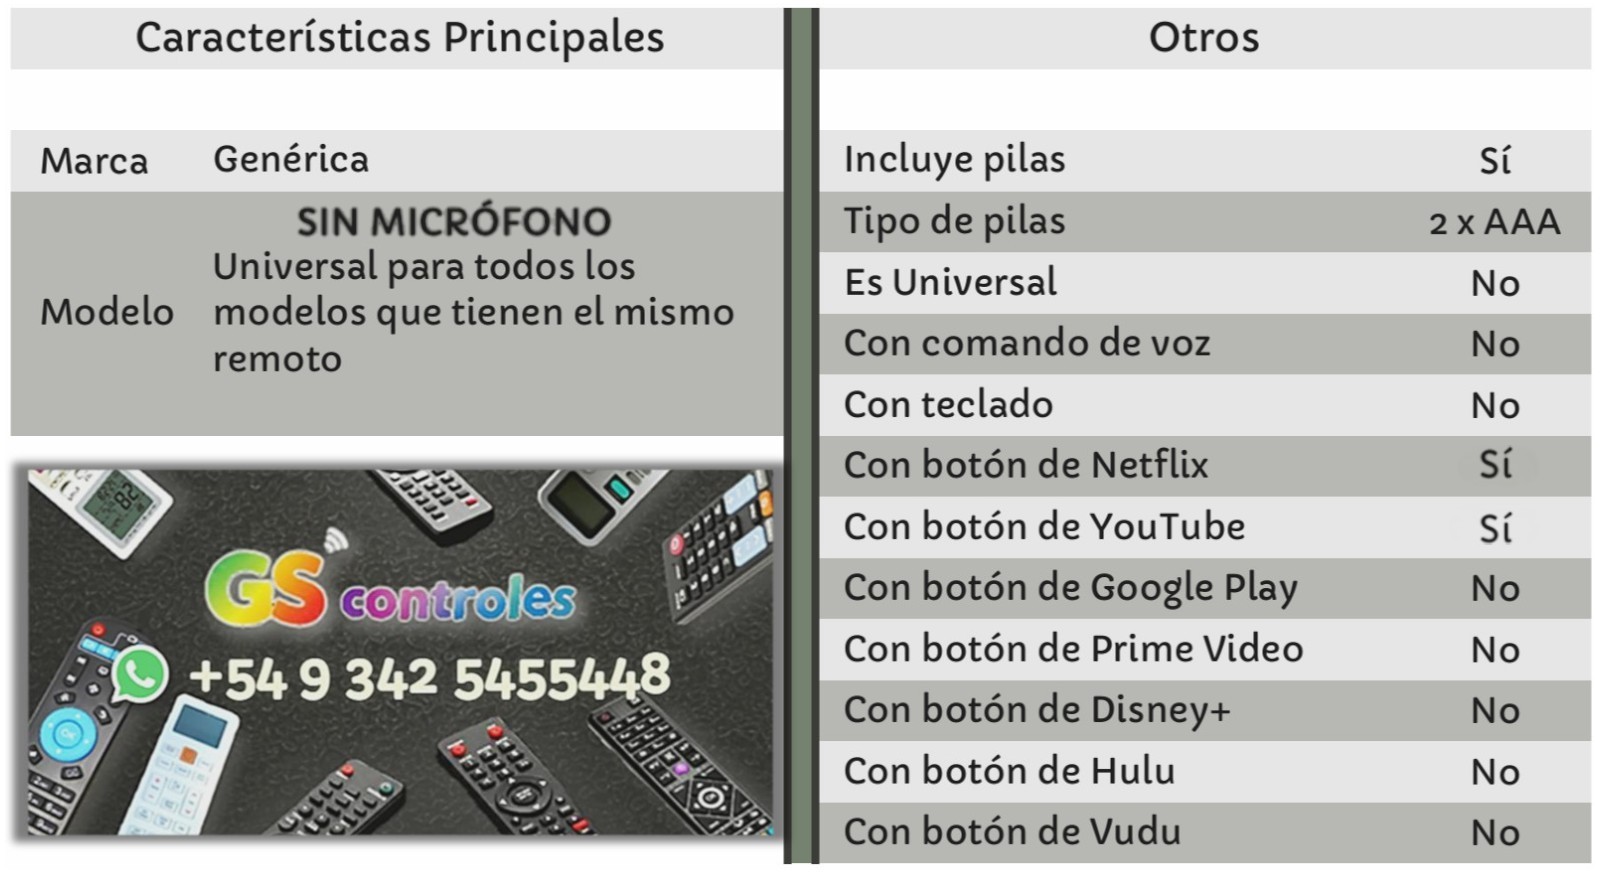 Características Principales
Marca Genérica
Modelo
SIN MICRÓFONO
Universal para todos los
modelos que tienen el mismo
remoto
GS controles
+54 9 342 5455448
Otros
Incluye pilas Sí
Tipo de pilas 2 x AAA
Es Universal No
Con comando de voz No
Con teclado No
Con botón de Netflix Sí
Con botón de YouTube Sí
Con botón de Google Play No
Con botón de Prime Video No
Con botón de Disney+ No
Con botón de Hulu No
Con botón de Vudu No